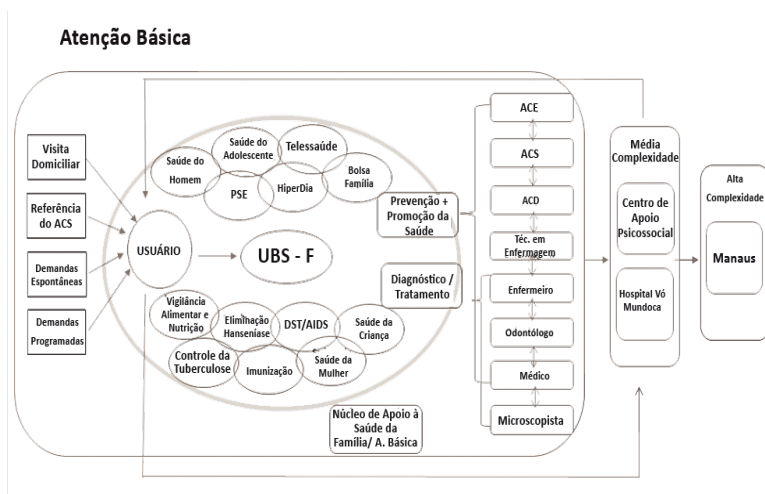 Atenção Básica
Visita
Domiciliar
Referência
do ACS
Demandas
Espontâneas
Demandas
Programadas
USUÁRIO
UBS - F
Saúde do
Homem
Saúde do
Adolescente
Telessaúde
PSE
HiperDia
Bolsa
Família
Vigilância
Alimentar e
Nutrição
Eliminação
Hanseníase
DST/AIDS
Saúde da
Criança
Controle da
Tuberculose
Imunização
Saúde da
Mulher
Prevenção +
Promoção da
Saúde
Diagnóstico /
Tratamento
Núcleo de Apoio à
Saúde da
Família/ A. Básica
ACE
ACS
ACD
Téc. em
Enfermagem
Enfermeiro
Odontólogo
Médico
Microscopista
Média
Complexidade
Centro de
Apoio
Psicossocial
Hospital Vó
Mundoca
Alta
Complexidade
Manaus